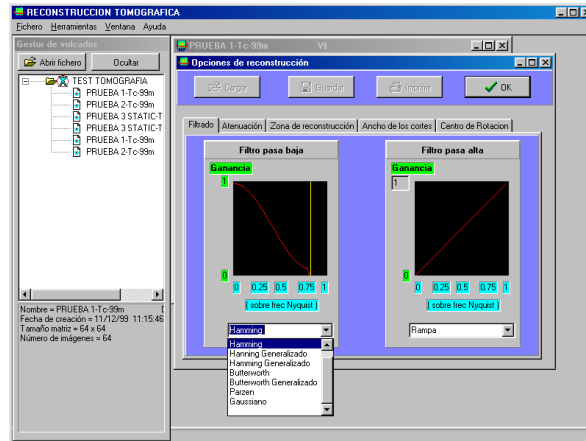 RECONSTRUCCION TOMOGRAFICA
Fichero Herramientas Ventana Ayuda
Gestor de volcados
Abrir fichero Ocultar
TEST TOMOGRAFIA
PRUEBA 1-Tc-99m
PRUEBA 2-Tc-99m
PRUEBA 3 STATIC-T
PRUEBA 3 STATIC-T
PRUEBA 1-Tc-99m
PRUEBA 2-Tc-99m
Nombre = PRUEBA 1-Tc-99m
Fecha de creación = 11/12/99 11:15:46
Tamaño matriz = 64 x 64
Número de imágenes = 64
PRUEBA 1-Tc-99m
Opciones de reconstrucción
Cargar Guardar Imprimir OK
Filtrado Atenuación Zona de reconstrucción Ancho de los cortes Centro de Rotacion
Filtro pasa baja
Ganancia
1
0
0 0.25 0.5 0.75 1
( sobre frec Nyquist )
Hamming
Hamming
Hanning Generalizado
Hamming Generalizado
Butterworth
Butterworth Generalizado
Parzen
Gaussiano
Filtro pasa alta
Ganancia
1
0
0 0.25 0.5 0.75 1
( sobre frec Nyquist )
Rampa